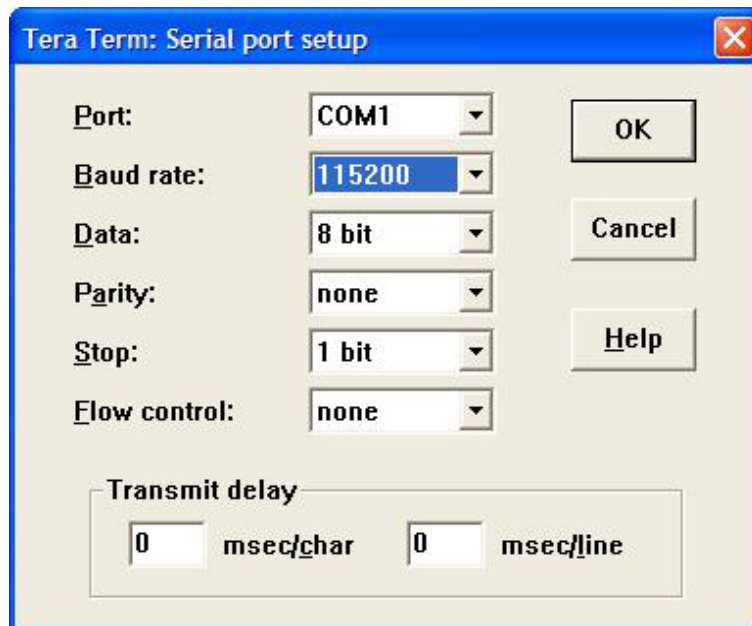 Tera Term: Serial port setup
Port: COM1 OK
Baud rate: 115200
Data: 8 bit Cancel
Parity: none
Stop: 1 bit Help
Flow control: none
Transmit delay
0 msec/char 0 msec/line